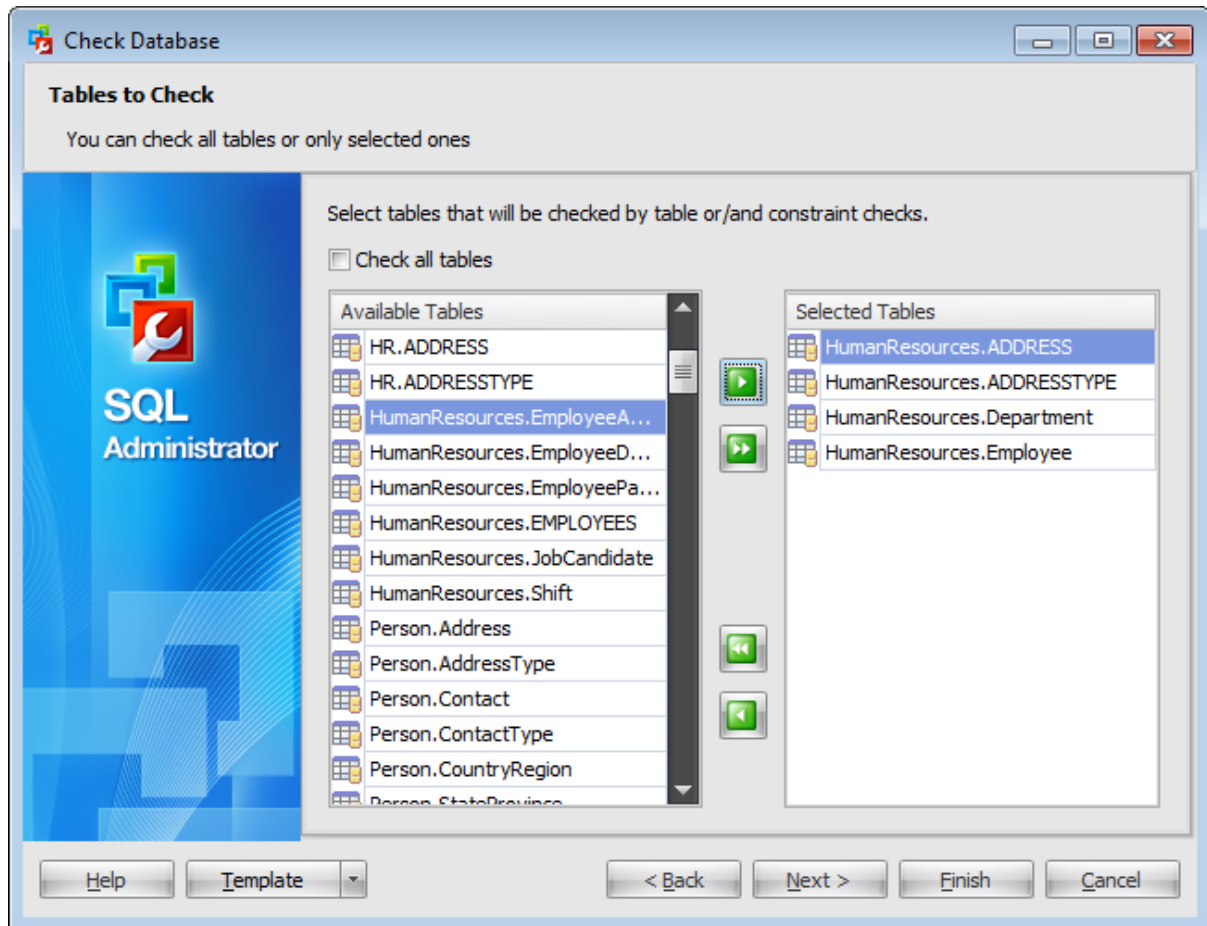 Check Database
Tables to Check
You can check all tables or only selected ones
SQL
Administrator
Select tables that will be checked by table or/and constraint checks.
Check all tables
Available Tables
HR.ADDRESS
HR.ADDRESSTYPE
HumanResources.EmployeeA...
HumanResources.EmployeeD...
HumanResources.EmployeePa...
HumanResources.EMPLOYEES
HumanResources.JobCandidate
HumanResources.Shift
Person.Address
Person.AddressType
Person.Contact
Person.ContactType
Person.CountryRegion
Person.StateProvince
Selected Tables
HumanResources.ADDRESS
HumanResources.ADDRESSTYPE
HumanResources.Department
HumanResources.Employee
Help
Template
< Back
Next >
Finish
Cancel